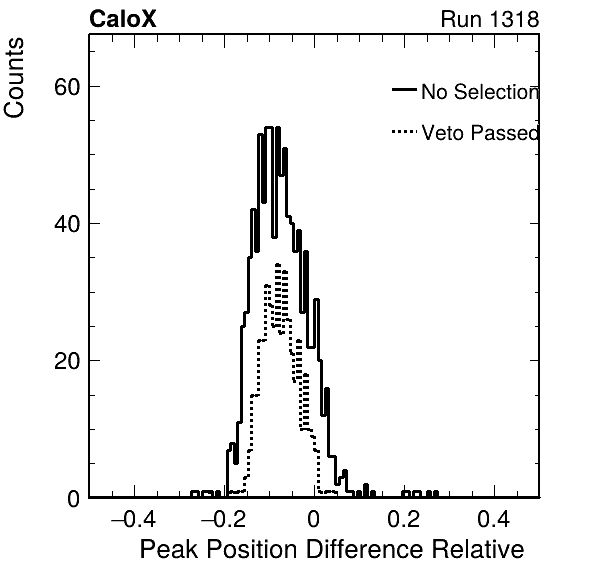 CaloX Run 1318
Counts
No Selection
Veto Passed
60
40
20
0
−0.4 −0.2 0 0.2 0.4
Peak Position Difference Relative